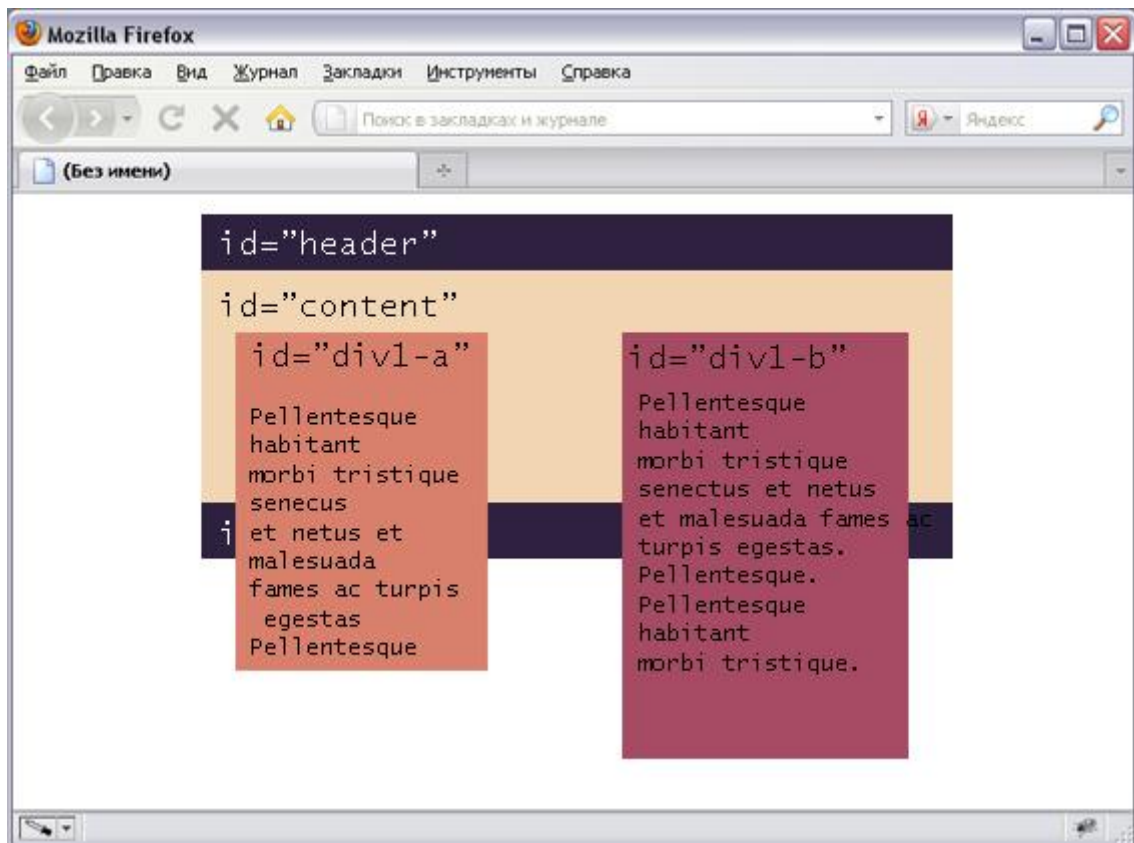 Mozilla Firefox
Файл Правка Вид Журнал Закладки Инструменты Справка
Поиск в закладках и журнале
Я Яндекс
(Без имени)
id=”header”
id=”content”
id=”div1-a”
Pellentesque
habitant
morbi tristique
senecus
et netus et
malesuada
fames ac turpis
egestas
Pellentesque
id=”div1-b”
Pellentesque
habitant
morbi tristique
senectus et netus
et malesuada fames ac
turpis egestas.
Pellentesque.
Pellentesque
habitant
morbi tristique.
i